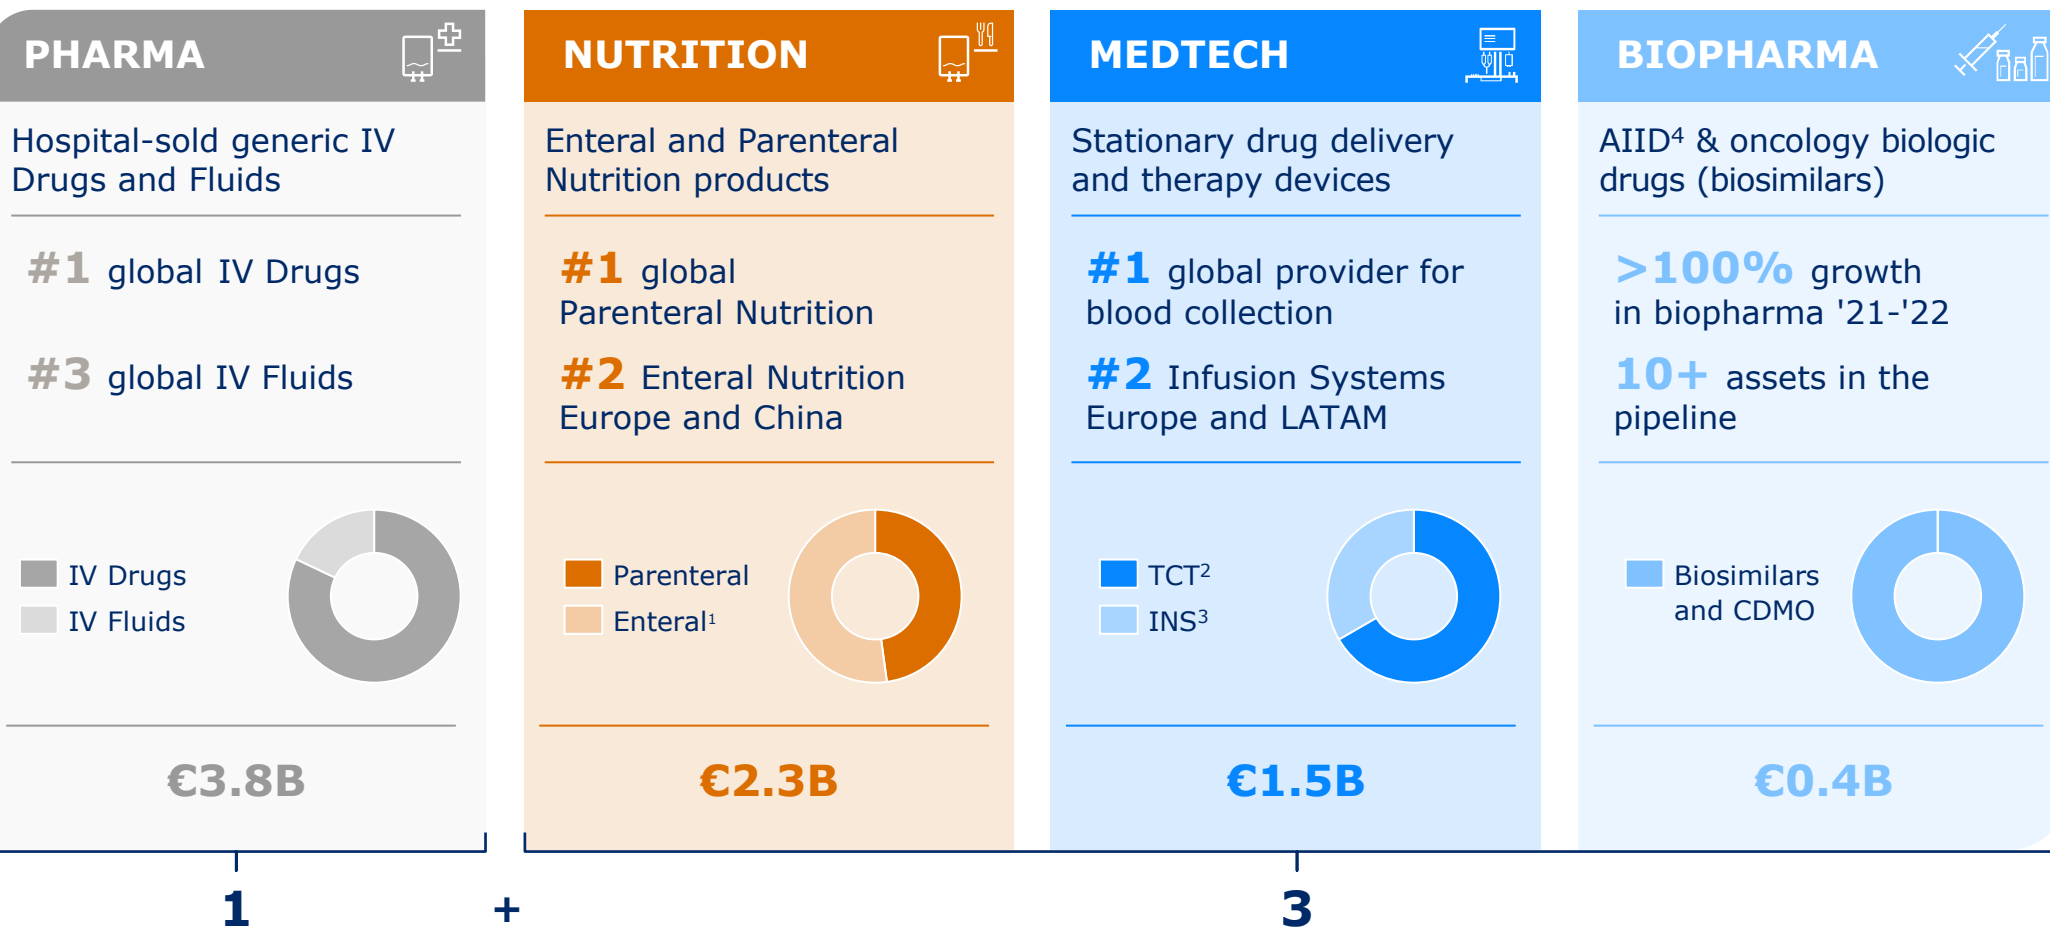 PHARMA
Hospital-sold generic IV
Drugs and Fluids
#1 global IV Drugs
#3 global IV Fluids
IV Drugs
IV Fluids
€3.8B
NUTRITION
Enteral and Parenteral
Nutrition products
#1 global
Parenteral Nutrition
#2 Enteral Nutrition
Europe and China
Parenteral
Enteral¹
€2.3B
MEDTECH
Stationary drug delivery
and therapy devices
#1 global provider for
blood collection
#2 Infusion Systems
Europe and LATAM
TCT²
INS³
€1.5B
BIOPHARMA
AIID⁴ & oncology biologic
drugs (biosimilars)
>100% growth
in biopharma '21-'22
10+ assets in the
pipeline
Biosimilars
and CDMO
€0.4B
1 + 3